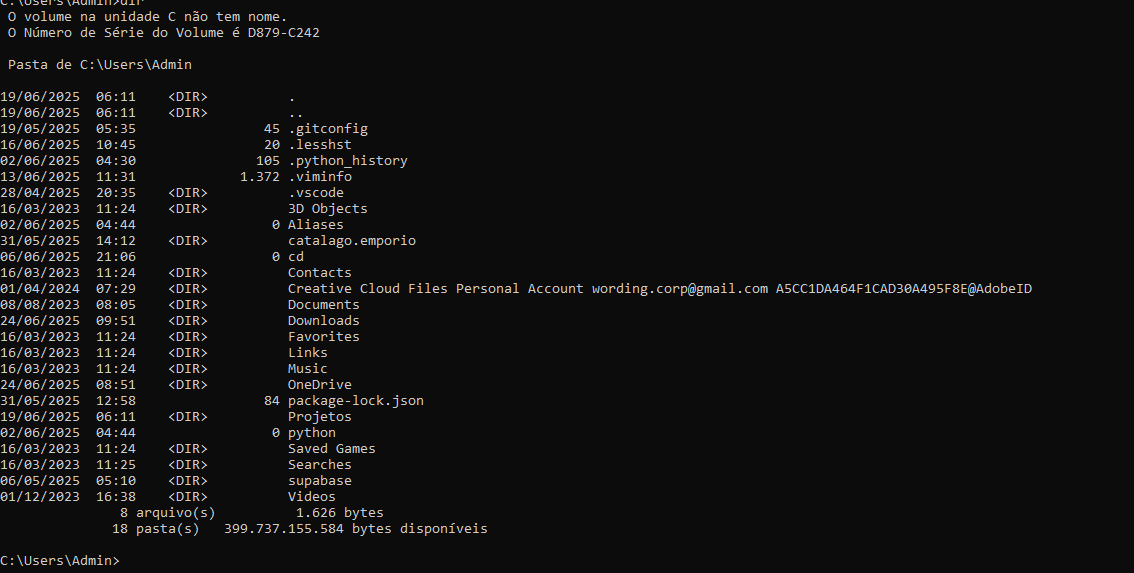 C:\Users\Admin>dir
 O volume na unidade C não tem nome.
 O Número de Série do Volume é D879-C242

 Pasta de C:\Users\Admin

19/06/2025  06:11    <DIR>          .
19/06/2025  06:11    <DIR>          ..
19/05/2025  05:35                45 .gitconfig
16/06/2025  10:45                20 .lesshst
02/06/2025  04:30               105 .python_history
13/06/2025  11:31             1.372 .viminfo
28/04/2025  20:35    <DIR>          .vscode
16/03/2023  11:24    <DIR>          3D Objects
02/06/2025  04:44                 0 Aliases
31/05/2025  14:12    <DIR>          catalago.emporio
06/06/2025  21:06                 0 cd
16/03/2023  11:24    <DIR>          Contacts
01/04/2024  07:29    <DIR>          Creative Cloud Files Personal Account wording.corp@gmail.com A5CC1DA464F1CAD30A495F8E@AdobeID
08/08/2023  08:05    <DIR>          Documents
24/06/2025  09:51    <DIR>          Downloads
16/03/2023  11:24    <DIR>          Favorites
16/03/2023  11:24    <DIR>          Links
16/03/2023  11:24    <DIR>          Music
24/06/2025  08:51    <DIR>          OneDrive
31/05/2025  12:58                84 package-lock.json
19/06/2025  06:11    <DIR>          Projetos
02/06/2025  04:44                 0 python
16/03/2023  11:24    <DIR>          Saved Games
16/03/2023  11:25    <DIR>          Searches
06/05/2025  05:10    <DIR>          supabase
01/12/2023  16:38    <DIR>          Videos
               8 arquivo(s)          1.626 bytes
              18 pasta(s)   399.737.155.584 bytes disponíveis

C:\Users\Admin>